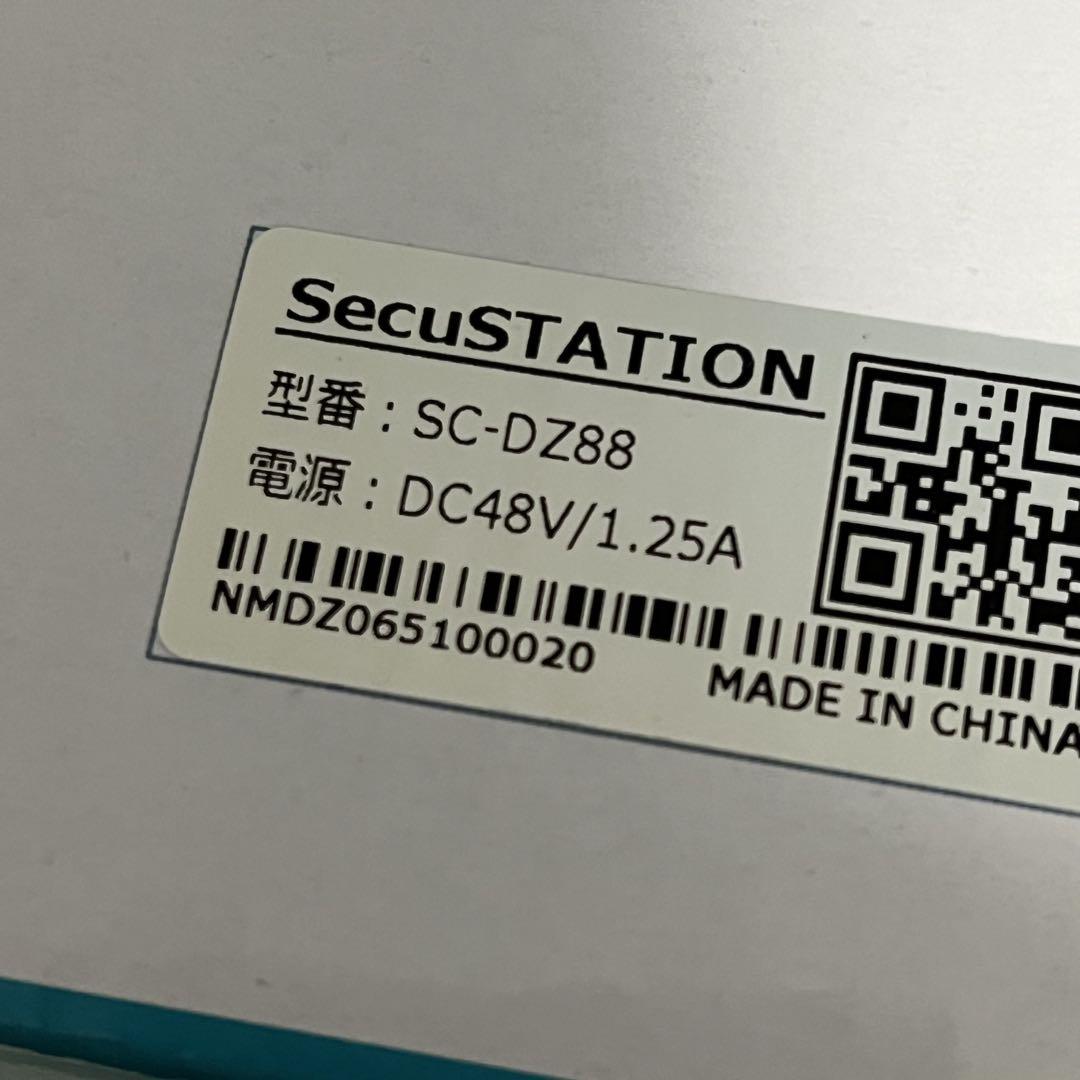 SecuSTATION
型番：SC-DZ88
電源：DC48V/1.25A
NMDZ065100020
MADE IN CHINA